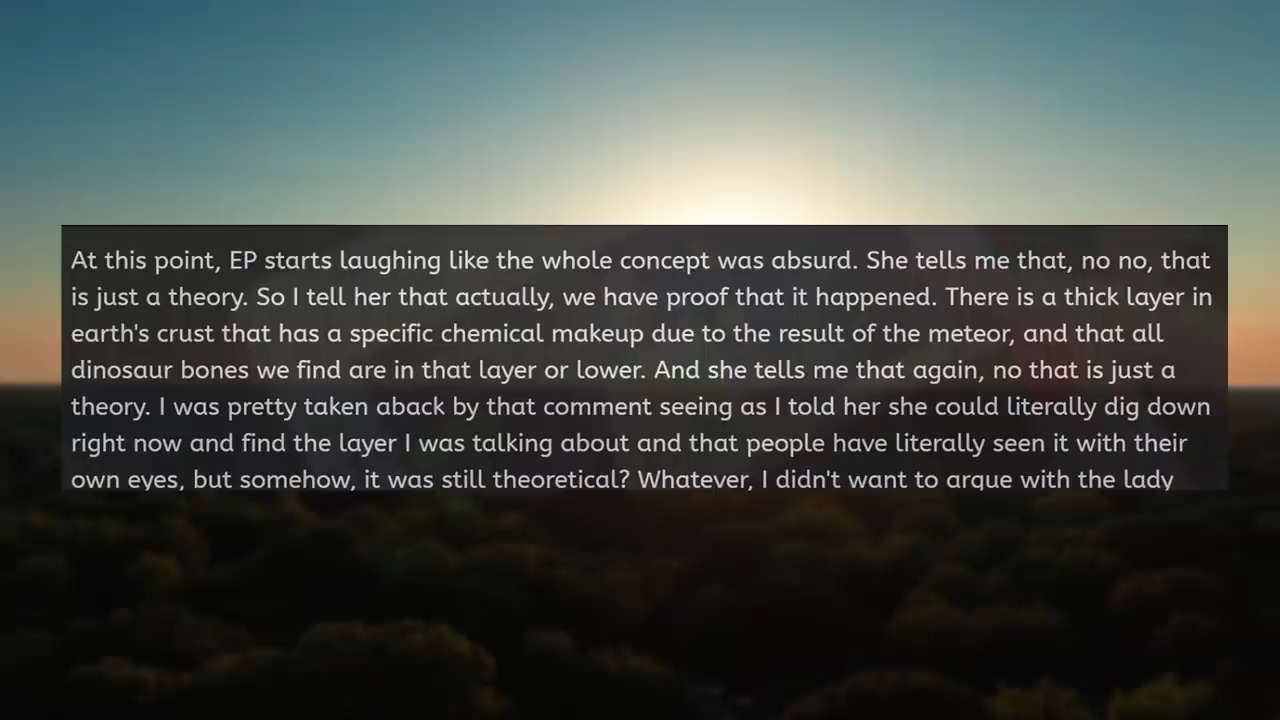 At this point, EP starts laughing like the whole concept was absurd. She tells me that, no no, that
is just a theory. So I tell her that actually, we have proof that it happened. There is a thick layer in
earth's crust that has a specific chemical makeup due to the result of the meteor, and that all
dinosaur bones we find are in that layer or lower. And she tells me that again, no that is just a
theory. I was pretty taken aback by that comment seeing as I told her she could literally dig down
right now and find the layer I was talking about and that people have literally seen it with their
own eyes, but somehow, it was still theoretical? Whatever, I didn't want to argue with the lady